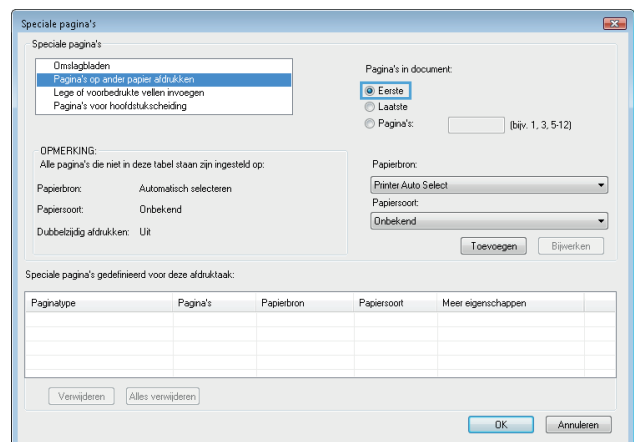 Speciale pagina's
Speciale pagina's
Omslagbladen
Pagina's op ander papier afdrukken
Lege of voorbedrukte vellen invoegen
Pagina's voor hoofdstukscheiding
Pagina's in document:
Eerste
Laatste
Pagina's: (bijv. 1, 3, 5-12)
OPMERKING:
Alle pagina's die niet in deze tabel staan zijn ingesteld op:
Papierbron: Automatisch selecteren
Papiersoort: Onbekend
Dubbelzijdig afdrukken: Uit
Papierbron:
Printer Auto Select
Papiersoort:
Onbekend
Toevoegen Bijwerken
Speciale pagina's gedefinieerd voor deze afdruktaak:
Paginatype Pagina's Papierbron Papiersoort Meer eigenschappen
Verwijderen Alles verwijderen
OK Annuleren